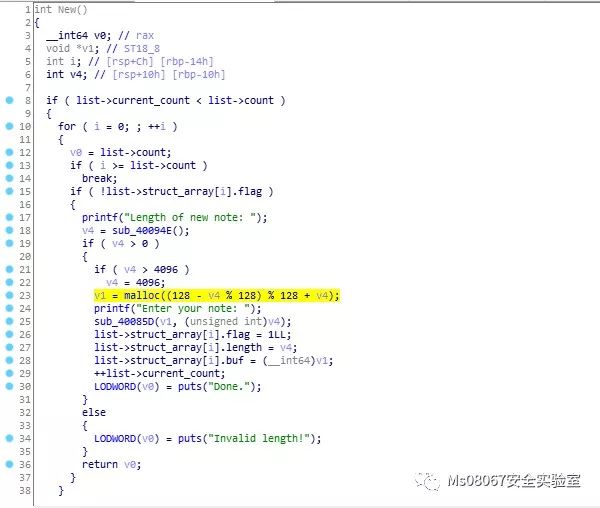 1 int New()
2 {
3 __int64 v0; // rax
4 void *v1; // ST18_8
5 int i; // [rsp+Ch] [rbp-14h]
6 int v4; // [rsp+10h] [rbp-10h]
7
8 if ( list->current_count < list->count )
9 {
10 for ( i = 0; ; ++i )
11 {
12 v0 = list->count;
13 if ( i >= list->count )
14 break;
15 if ( !list->struct_array[i].flag )
16 {
17 printf("Length of new note: ");
18 v4 = sub_40094E();
19 if ( v4 > 0 )
20 {
21 if ( v4 > 4096 )
22 v4 = 4096;
23 v1 = malloc((128 - v4 % 128) % 128 + v4);
24 printf("Enter your note: ");
25 sub_40085D(v1, (unsigned int)v4);
26 list->struct_array[i].flag = 1LL;
27 list->struct_array[i].length = v4;
28 list->struct_array[i].buf = (__int64)v1;
29 ++list->current_count;
30 LODWORD(v0) = puts("Done.");
31 }
32 else
33 {
34 LODWORD(v0) = puts("Invalid length!");
35 }
36 return v0;
37 }
38 }
Ms08067安全实验室